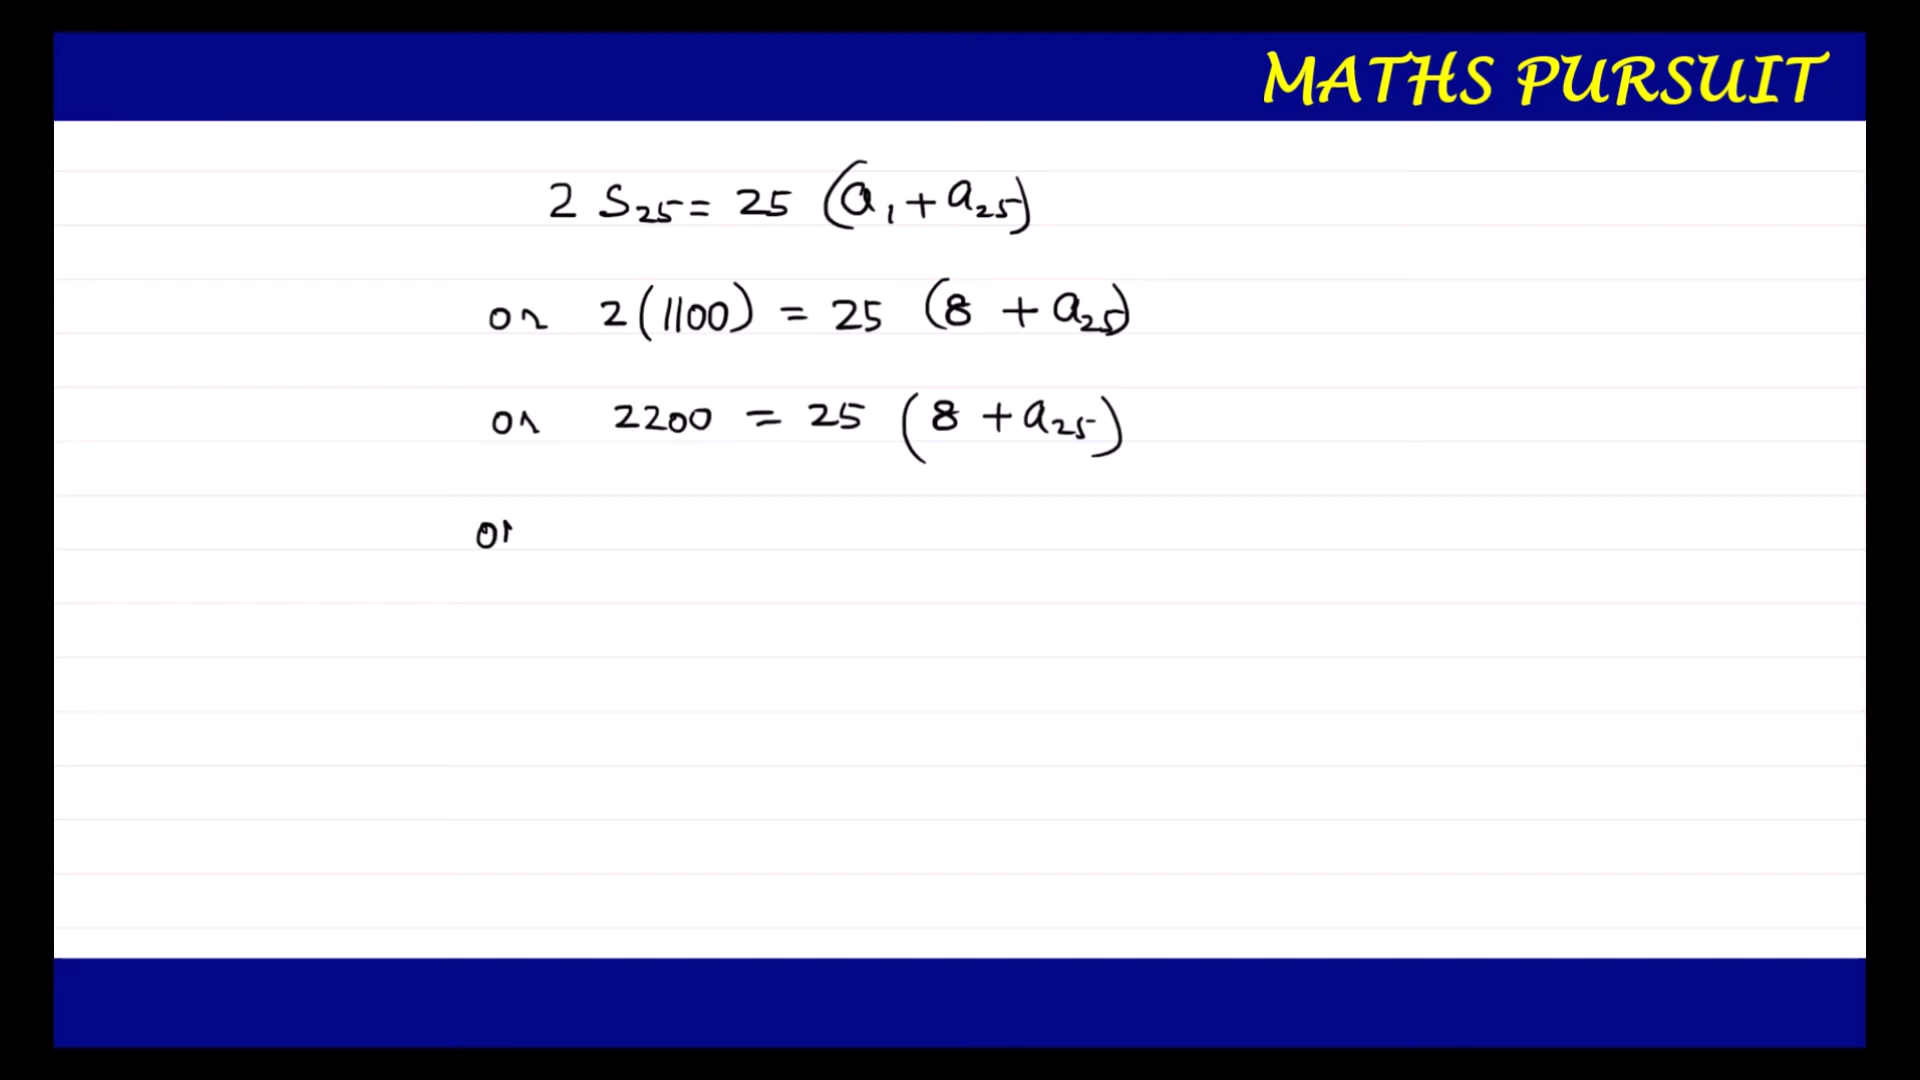 MATHS PURSUIT
2 S₂₅ = 25 (a₁ + a₂₅)
or 2(1100) = 25 (8 + a₂₅)
or 2200 = 25 (8 + a₂₅)
or